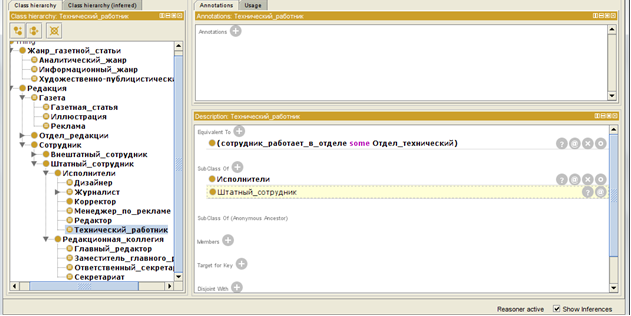 Class hierarchy
Class hierarchy (inferred)
Class hierarchy: Технический_работник
Thing
Жанр_газетной_статьи
Аналитический_жанр
Информационный_жанр
Художественно-публицистически
Редакция
Газета
Газетная_статья
Иллюстрация
Реклама
Отдел_редакции
Сотрудник
Внештатный_сотрудник
Штатный_сотрудник
Исполнители
Дизайнер
Журналист
Корректор
Менеджер_по_рекламе
Редактор
Технический_работник
Редакционная_коллегия
Главный_редактор
Заместитель_главного_р
Ответственный_секрета
Секретариат
Annotations
Usage
Annotations: Технический_работник
Annotations
Description: Технический_работник
Equivalent To
(сотрудник_работает_в_отделе some Отдел_технический)
SubClass Of
Исполнители
Штатный_сотрудник
SubClass Of (Anonymous Ancestor)
Members
Target for Key
Disjoint With
Reasoner active
Show Inferences